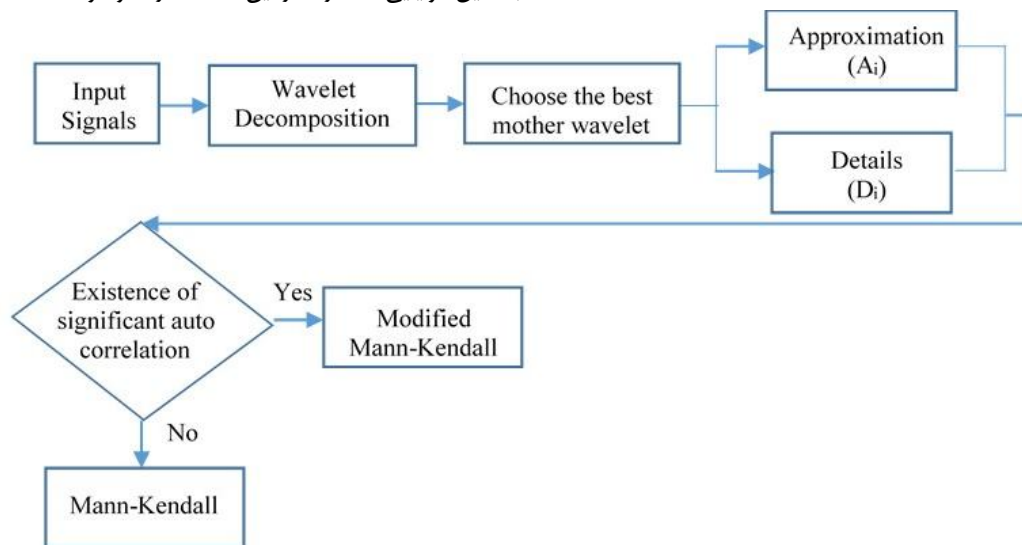 Input
Signals
Wavelet
Decomposition
Choose the best
mother wavelet
Approximation
(Ai)
Details
(Di)
Existence of
significant auto
correlation
Yes
Modified
Mann-Kendall
No
Mann-Kendall